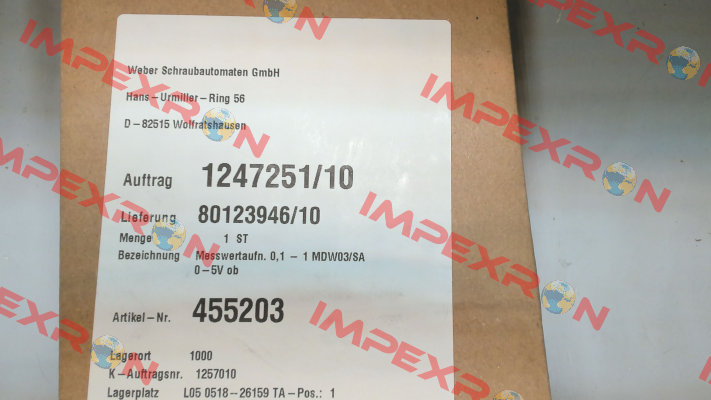 Weber Schraubautomaten GmbH
Hans-Urmiller-Ring 56
D-82515 Wolfratshausen
Auftrag 1247251/10
Lieferung 80123946/10
Menge 1 ST
Bezeichnung Messwertaufn. 0,1 - 1 MDW03/SA
0-5V ob
Artikel-Nr. 455203
Lagerort 1000
K-Auftragsnr. 1257010
Lagerplatz L05 0518-26159 TA-Pos.: 1
IMPEXRON
IMPEXRON
IMPEXRON
IMPEXRON
IMPEXRON
IMPEXRON